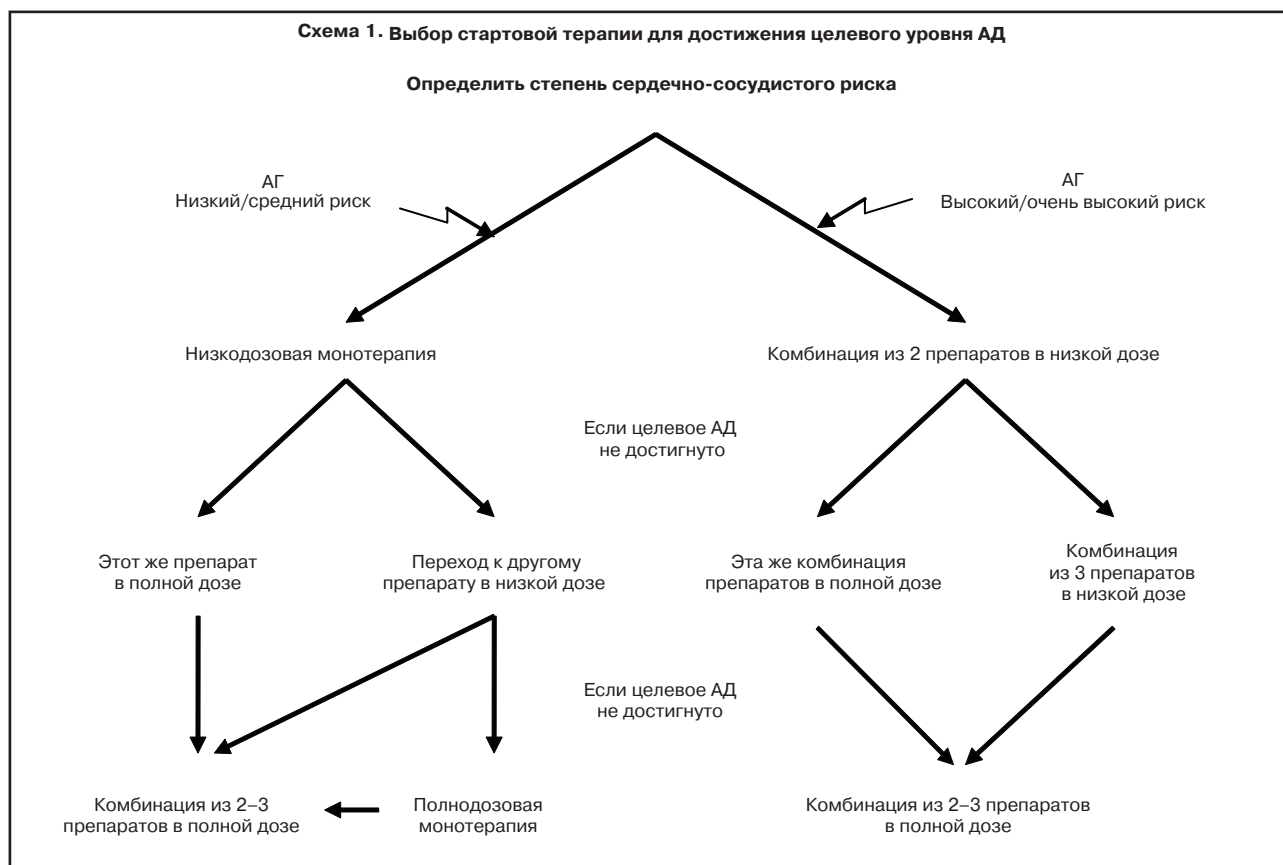 Схема 1. Выбор стартовой терапии для достижения целевого уровня АД
Определить степень сердечно-сосудистого риска
АГ
Низкий/средний риск
АГ
Высокий/очень высокий риск
Низкодозовая монотерапия
Комбинация из 2 препаратов в низкой дозе
Если целевое АД
не достигнуто
Этот же препарат
в полной дозе
Переход к другому
препарату в низкой дозе
Эта же комбинация
препаратов в полной дозе
Комбинация
из 3 препаратов
в низкой дозе
Если целевое АД
не достигнуто
Комбинация из 2–3
препаратов в полной дозе
Полнодозовая
монотерапия
Комбинация из 2–3 препаратов
в полной дозе